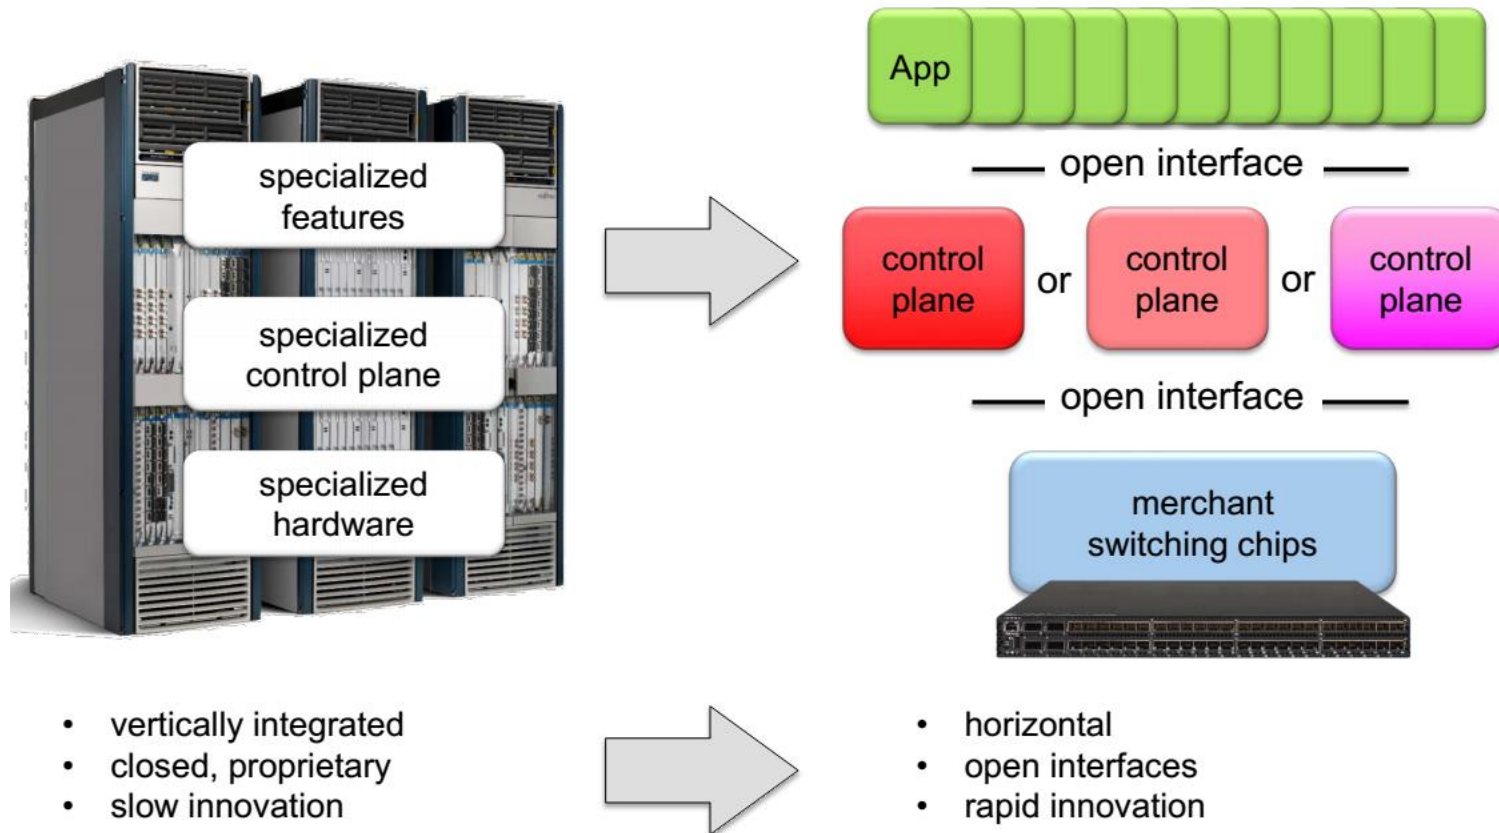 specialized
features
specialized
control plane
specialized
hardware
App
open interface
control
plane
or
control
plane
or
control
plane
open interface
merchant
switching chips
• vertically integrated
• closed, proprietary
• slow innovation
• horizontal
• open interfaces
• rapid innovation